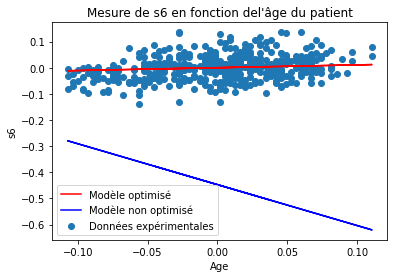 Mesure de s6 en fonction del'âge du patient
0.1
0.0
−0.1
−0.2
−0.3
−0.4
−0.5
−0.6
s6
Modèle optimisé
Modèle non optimisé
Données expérimentales
−0.10
−0.05
0.00
0.05
0.10
Age